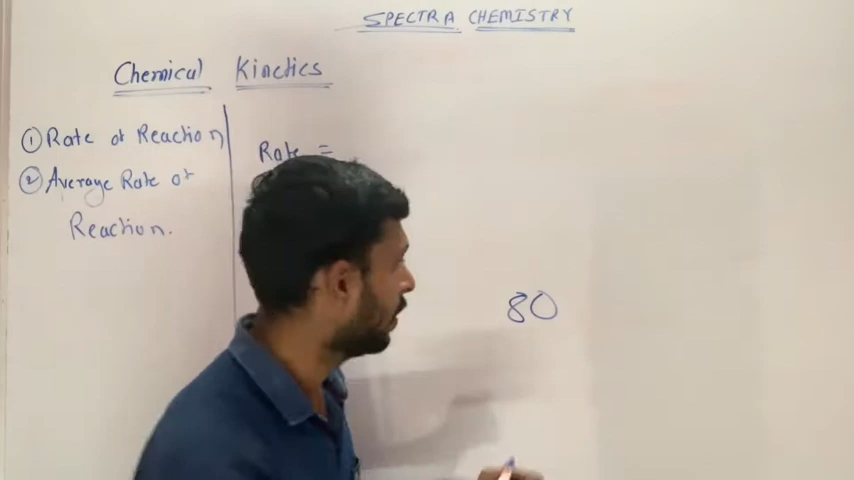 SPECTRA CHEMISTRY
Chemical Kinetics
① Rate of Reaction
② Average Rate of
Reaction.
Rate =
80